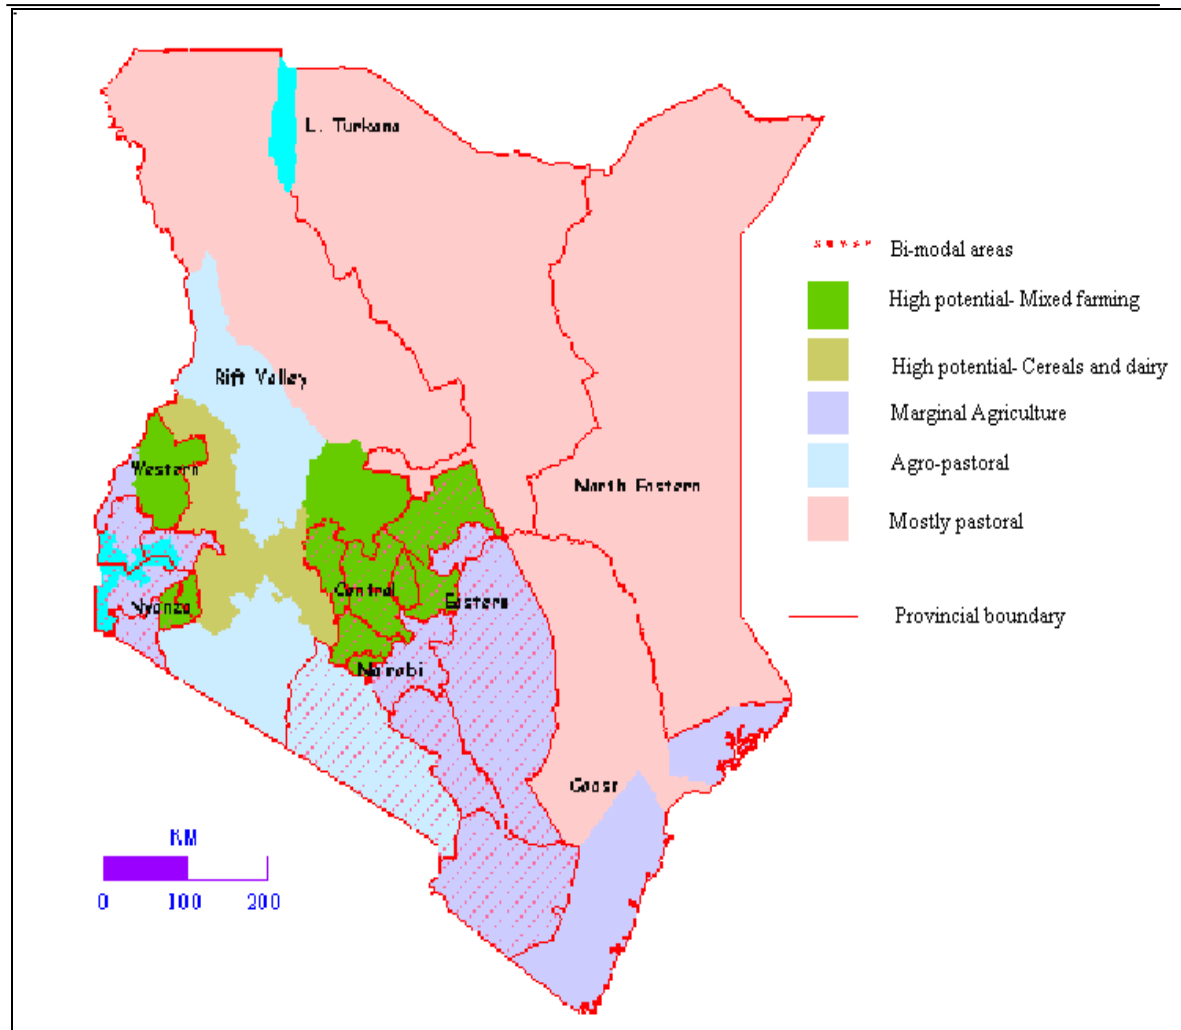 L. Turkana
Bi-modal areas
High potential- Mixed farming
High potential- Cereals and dairy
Rift Valley
Marginal Agriculture
Western
Agro-pastoral
North Eastern
Mostly pastoral
Central
Eastern
Nyanza
Provincial boundary
Nairobi
Coast
KM
0 100 200